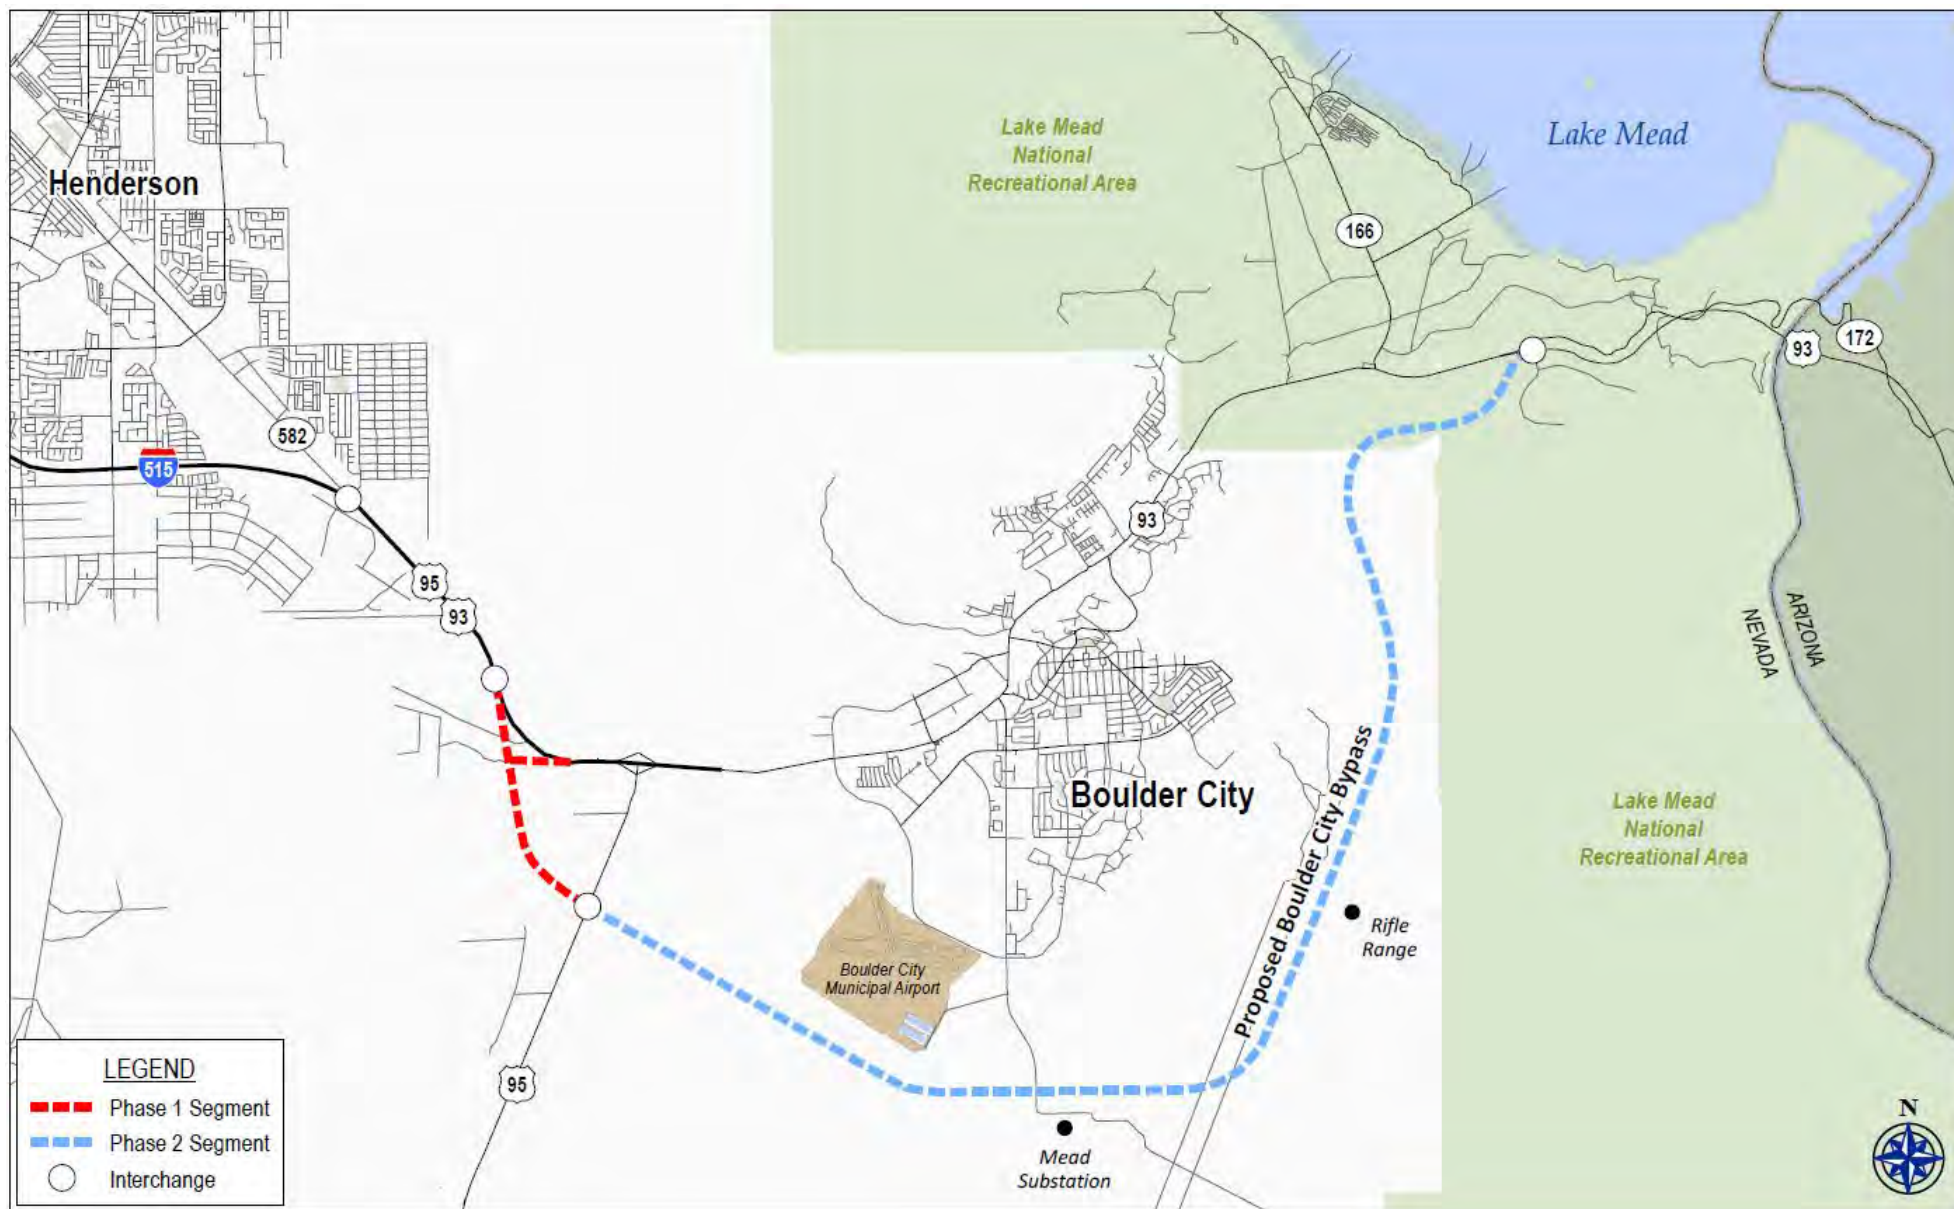 Henderson
Lake Mead
National
Recreational Area
Lake Mead
166
172
93
582
515
93
95
93
ARIZONA
NEVADA
Boulder City
Proposed Boulder City Bypass
Lake Mead
National
Recreational Area
Rifle
Range
Boulder City
Municipal Airport
95
Mead
Substation
LEGEND
Phase 1 Segment
Phase 2 Segment
Interchange
N